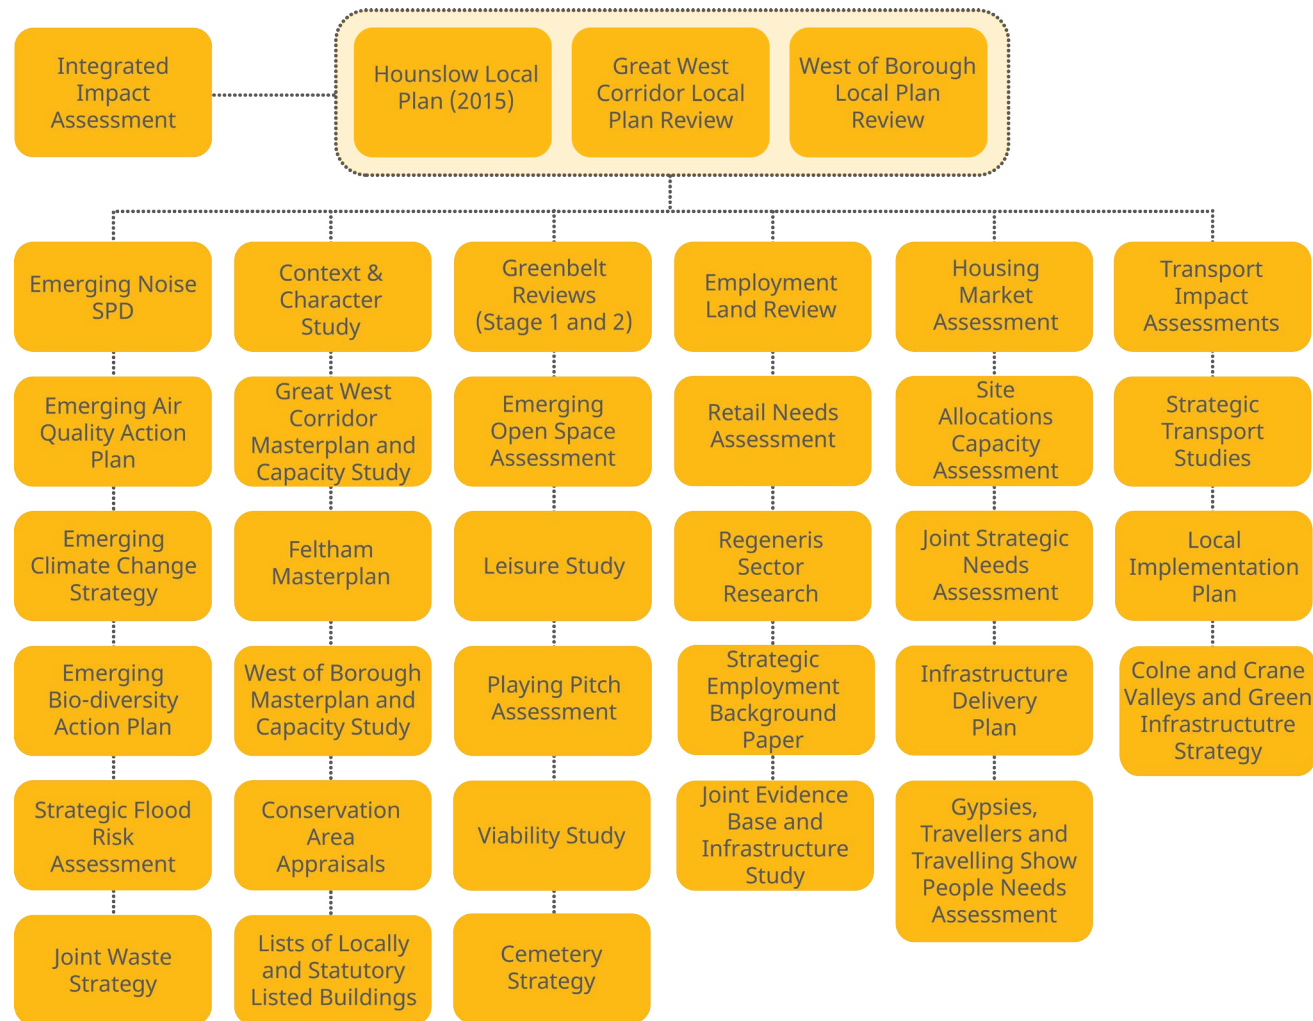 Integrated
Impact
Assessment
Hounslow Local
Plan (2015)
Great West
Corridor Local
Plan Review
West of Borough
Local Plan
Review
Emerging Noise
SPD
Context &
Character
Study
Greenbelt
Reviews
(Stage 1 and 2)
Employment
Land Review
Housing
Market
Assessment
Transport
Impact
Assessments
Emerging Air
Quality Action
Plan
Great West
Corridor
Masterplan and
Capacity Study
Emerging
Open Space
Assessment
Retail Needs
Assessment
Site
Allocations
Capacity
Assessment
Strategic
Transport
Studies
Emerging
Climate Change
Strategy
Feltham
Masterplan
Leisure Study
Regeneris
Sector
Research
Joint Strategic
Needs
Assessment
Local
Implementation
Plan
Emerging
Bio-diversity
Action Plan
West of Borough
Masterplan and
Capacity Study
Playing Pitch
Assessment
Strategic
Employment
Background
Paper
Infrastructure
Delivery
Plan
Colne and Crane
Valleys and Green
Infrastructutre
Strategy
Strategic Flood
Risk
Assessment
Conservation
Area
Appraisals
Viability Study
Joint Evidence
Base and
Infrastructure
Study
Gypsies,
Travellers and
Travelling Show
People Needs
Assessment
Joint Waste
Strategy
Lists of Locally
and Statutory
Listed Buildings
Cemetery
Strategy